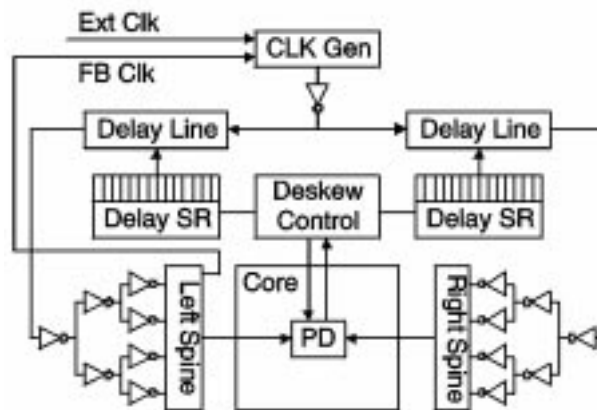 Ext Clk
CLK Gen
FB Clk
Delay Line
Delay Line
Delay SR
Deskew
Control
Delay SR
Left Spine
Core
PD
Right Spine